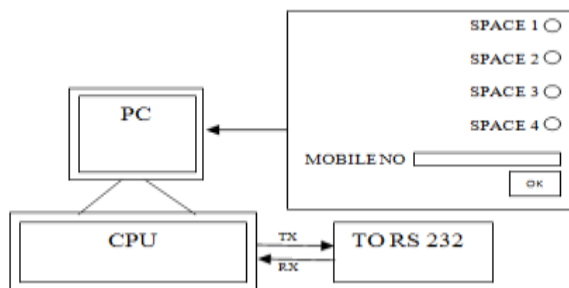 SPACE 1
SPACE 2
SPACE 3
SPACE 4
MOBILE NO
OK
PC
CPU
TX
RX
TO RS 232